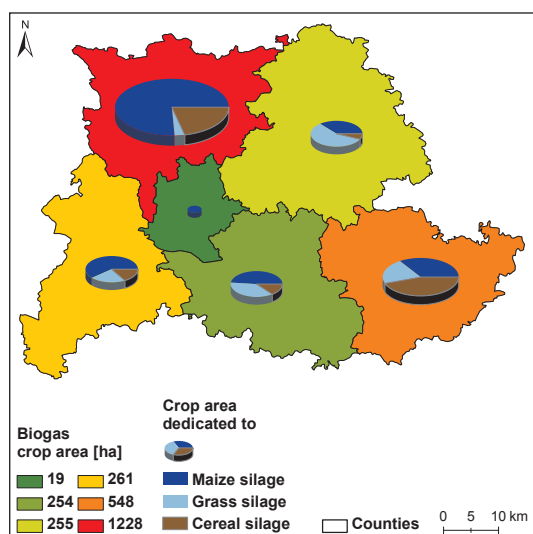 N
Biogas
crop area [ha]
19 261
254 548
255 1228
Crop area
dedicated to
Maize silage
Grass silage
Cereal silage
Counties
0 5 10 km